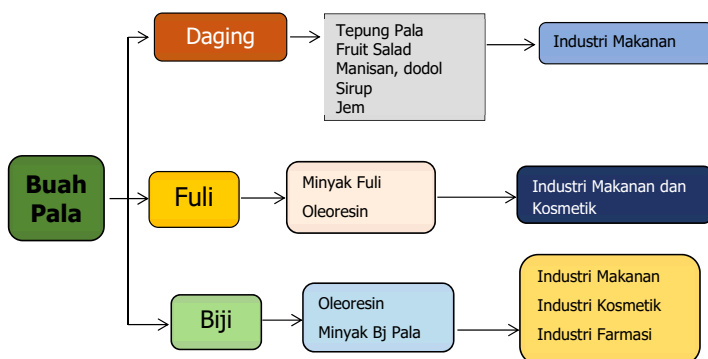 Daging
Tepung Pala
Fruit Salad
Manisan, dodol
Sirup
Jem
Industri Makanan
Buah
Pala
Fuli
Minyak Fuli
Oleoresin
Industri Makanan dan
Kosmetik
Biji
Oleoresin
Minyak Bj Pala
Industri Makanan
Industri Kosmetik
Industri Farmasi